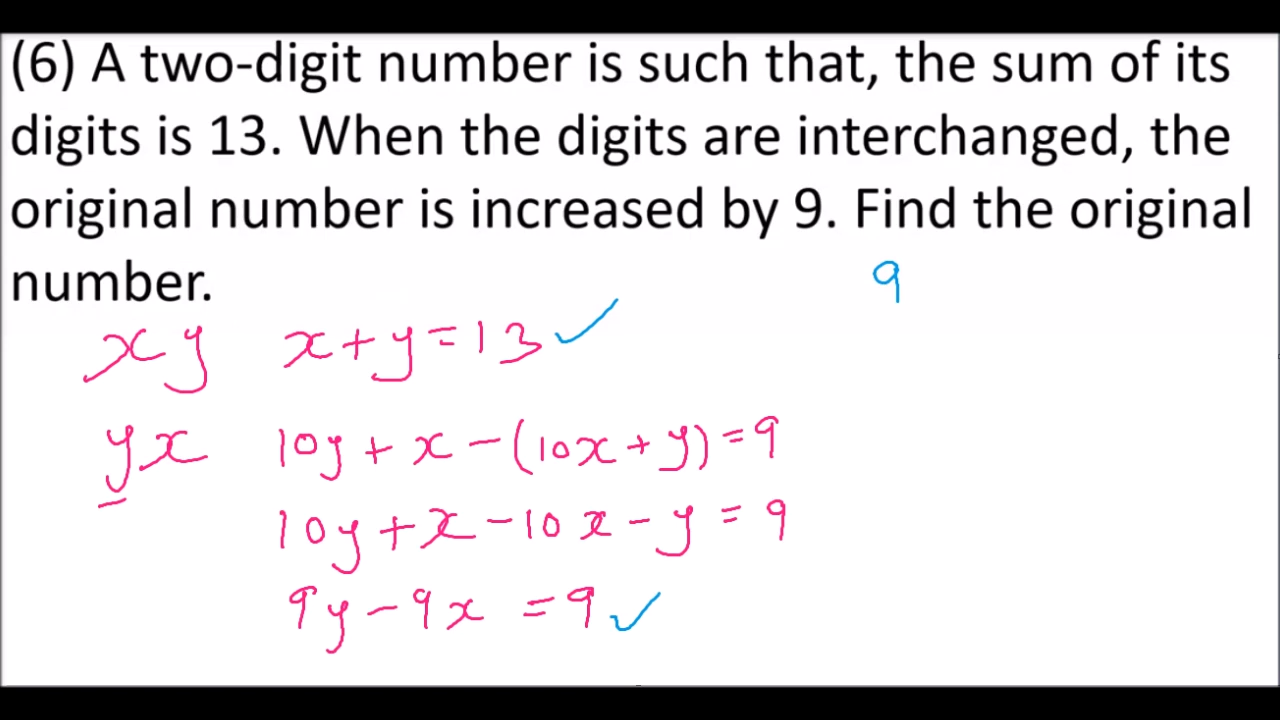 (6) A two-digit number is such that, the sum of its
digits is 13. When the digits are interchanged, the
original number is increased by 9. Find the original
number.
9
xy x+y=13 ✓
yx 10y+x-(10x+y)=9
10y+x-10x-y=9
9y-9x=9 ✓